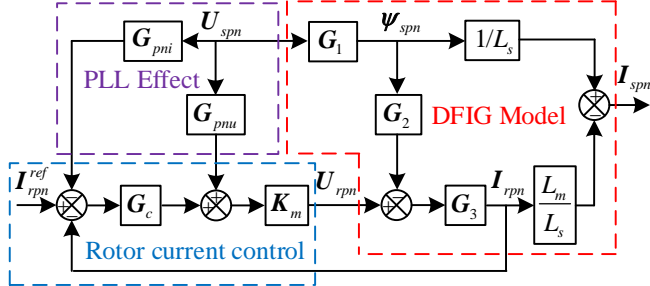 U_spn
ψ_spn
G_pni
G_1
1/L_s
PLL Effect
I_spn
G_pnu
G_2
DFIG Model
I_rpn^ref
U_rpn
I_rpn
G_c
K_m
G_3
L_m
L_s
Rotor current control